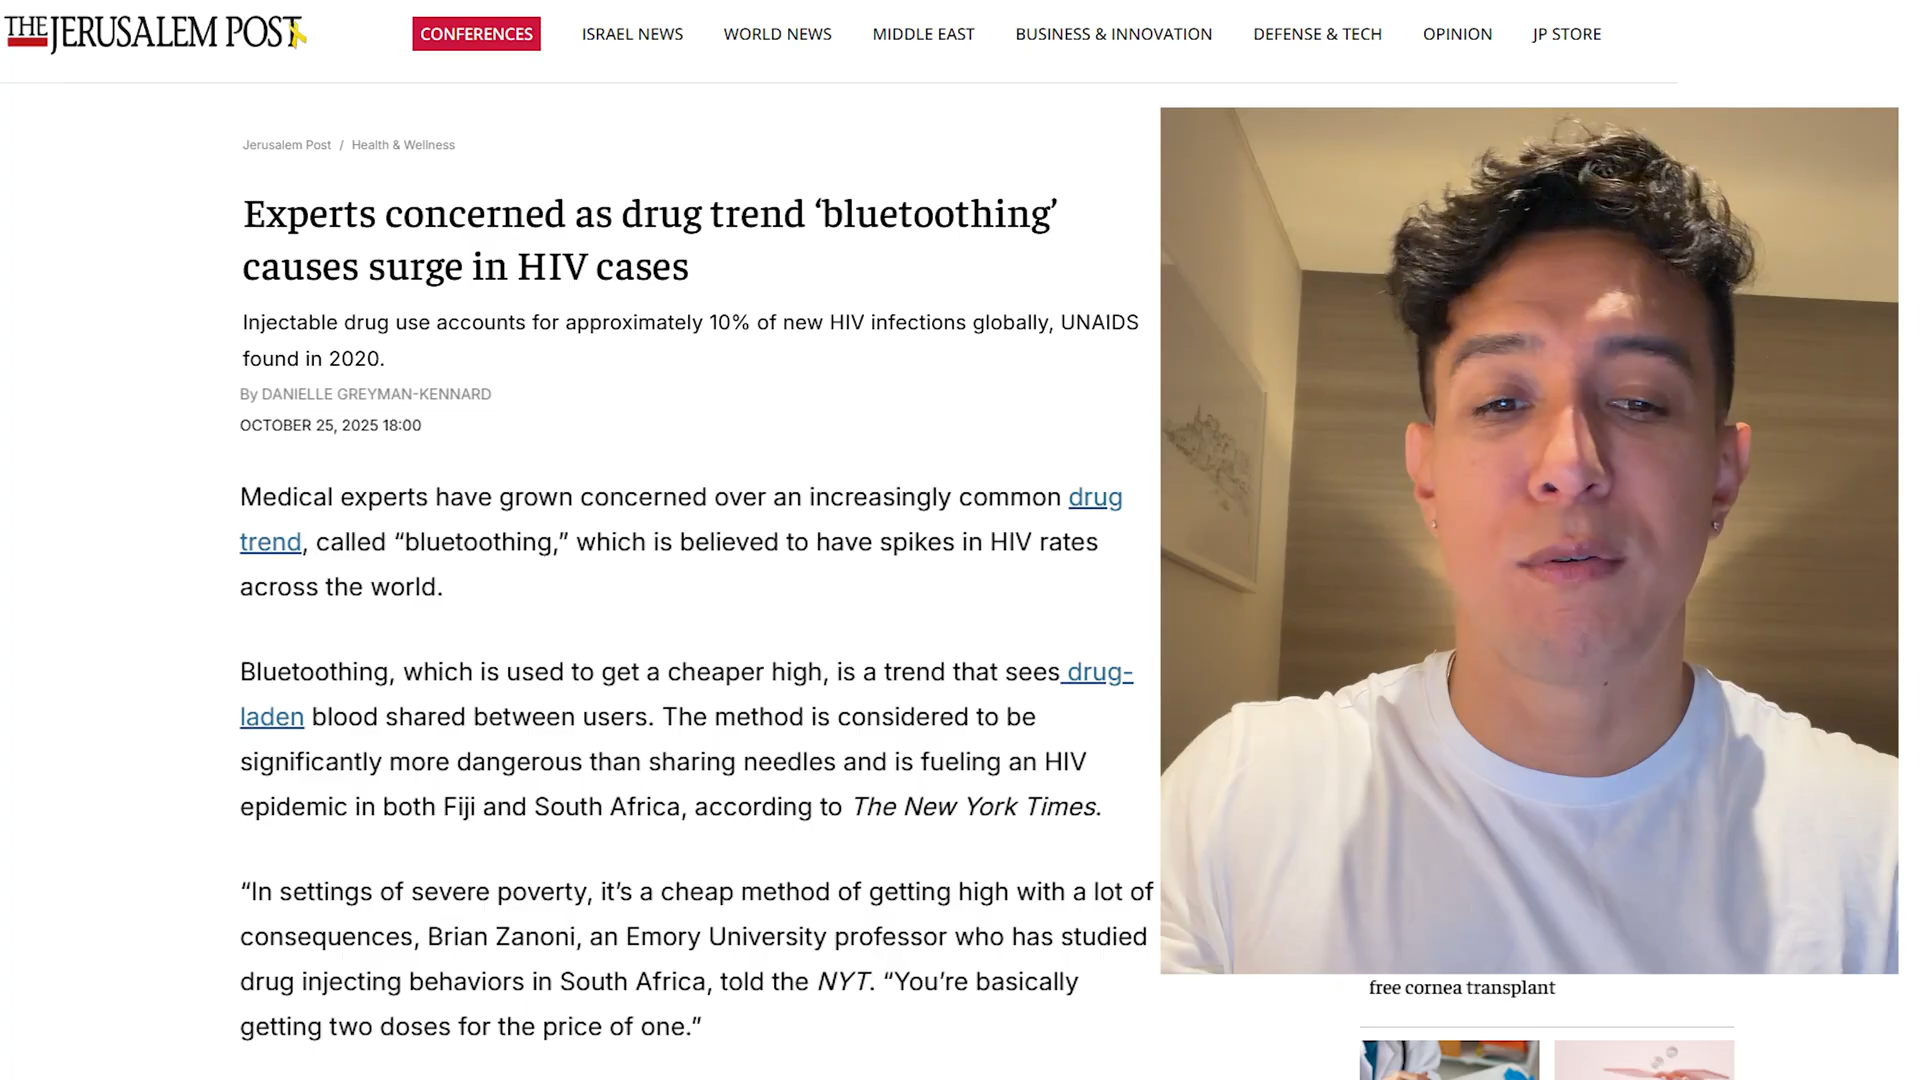 THE JERUSALEM POST
CONFERENCES
ISRAEL NEWS
WORLD NEWS
MIDDLE EAST
BUSINESS & INNOVATION
DEFENSE & TECH
OPINION
JP STORE
Jerusalem Post / Health & Wellness
Experts concerned as drug trend ‘bluetoothing’
causes surge in HIV cases
Injectable drug use accounts for approximately 10% of new HIV infections globally, UNAIDS
found in 2020.
By DANIELLE GREYMAN-KENNARD
OCTOBER 25, 2025 18:00
Medical experts have grown concerned over an increasingly common drug
trend, called “bluetoothing,” which is believed to have spikes in HIV rates
across the world.
Bluetoothing, which is used to get a cheaper high, is a trend that sees drug-
laden blood shared between users. The method is considered to be
significantly more dangerous than sharing needles and is fueling an HIV
epidemic in both Fiji and South Africa, according to The New York Times.
“In settings of severe poverty, it’s a cheap method of getting high with a lot of
consequences, Brian Zanoni, an Emory University professor who has studied
drug injecting behaviors in South Africa, told the NYT. “You’re basically
getting two doses for the price of one.”
free cornea transplant